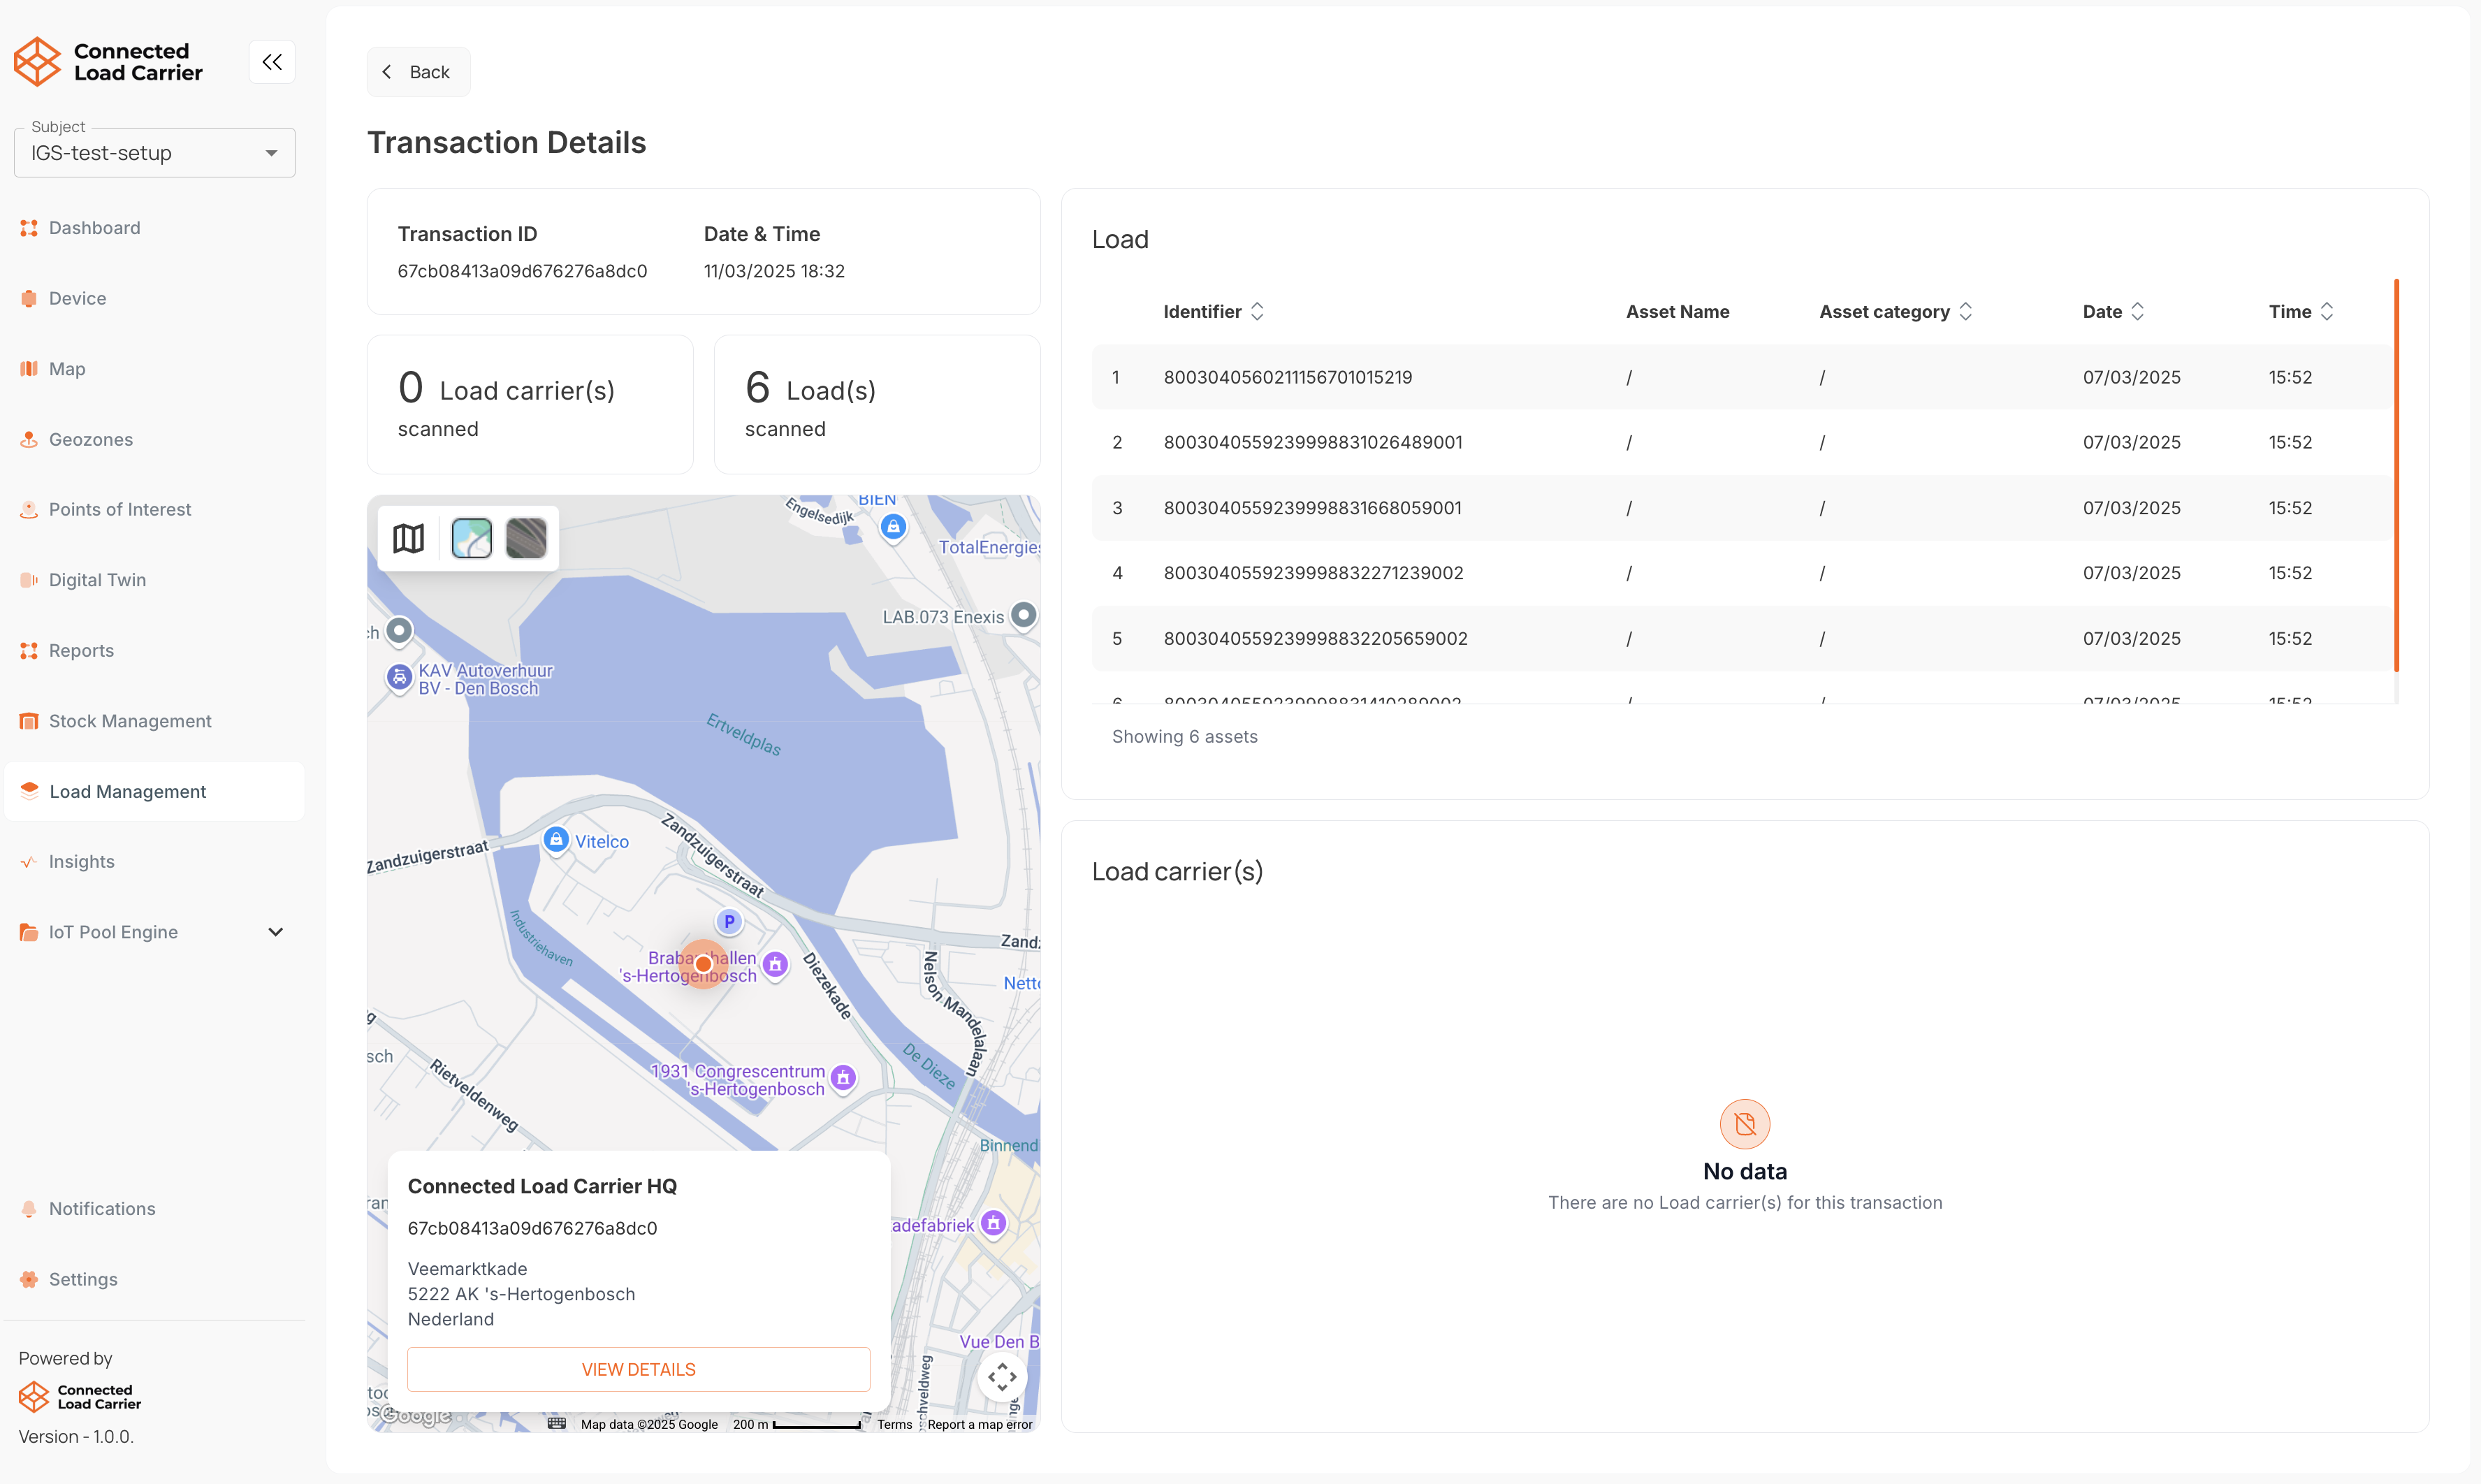 Connected
Load Carrier
Subject
IGS-test-setup
Dashboard
Device
Map
Geozones
Points of Interest
Digital Twin
Reports
Stock Management
Load Management
Insights
IoT Pool Engine
Notifications
Settings
Powered by
Connected
Load Carrier
Version - 1.0.0.
Back
Transaction Details
Transaction ID
67cb08413a09d676276a8dc0
Date & Time
11/03/2025 18:32
0 Load carrier(s)
scanned
6 Load(s)
scanned
BIEN
Engelsedijk
TotalEnergies
LAB.073 Enexis
KAV Autoverhuur
BV - Den Bosch
Ertveldplas
Zandzuigerstraat
Vitelco
Zandzuigerstraat
P
Industriehaven
Brabanthallen
's-Hertogenbosch
Diezekade
Nelson Mandelalaan
1931 Congrescentrum
's-Hertogenbosch
De Dieze
Rietveldenweg
Binnend
adefabriek
Vue Den B
Connected Load Carrier HQ
67cb08413a09d676276a8dc0
Veemarktkade
5222 AK 's-Hertogenbosch
Nederland
VIEW DETAILS
Google
Map data ©2025 Google
200 m
Terms
Report a map error
Load
Identifier Asset Name Asset category Date Time
1 8003040560211156701015219 / / 07/03/2025 15:52
2 8003040559239998831026489001 / / 07/03/2025 15:52
3 8003040559239998831668059001 / / 07/03/2025 15:52
4 8003040559239998832271239002 / / 07/03/2025 15:52
5 8003040559239998832205659002 / / 07/03/2025 15:52
Showing 6 assets
Load carrier(s)
No data
There are no Load carrier(s) for this transaction